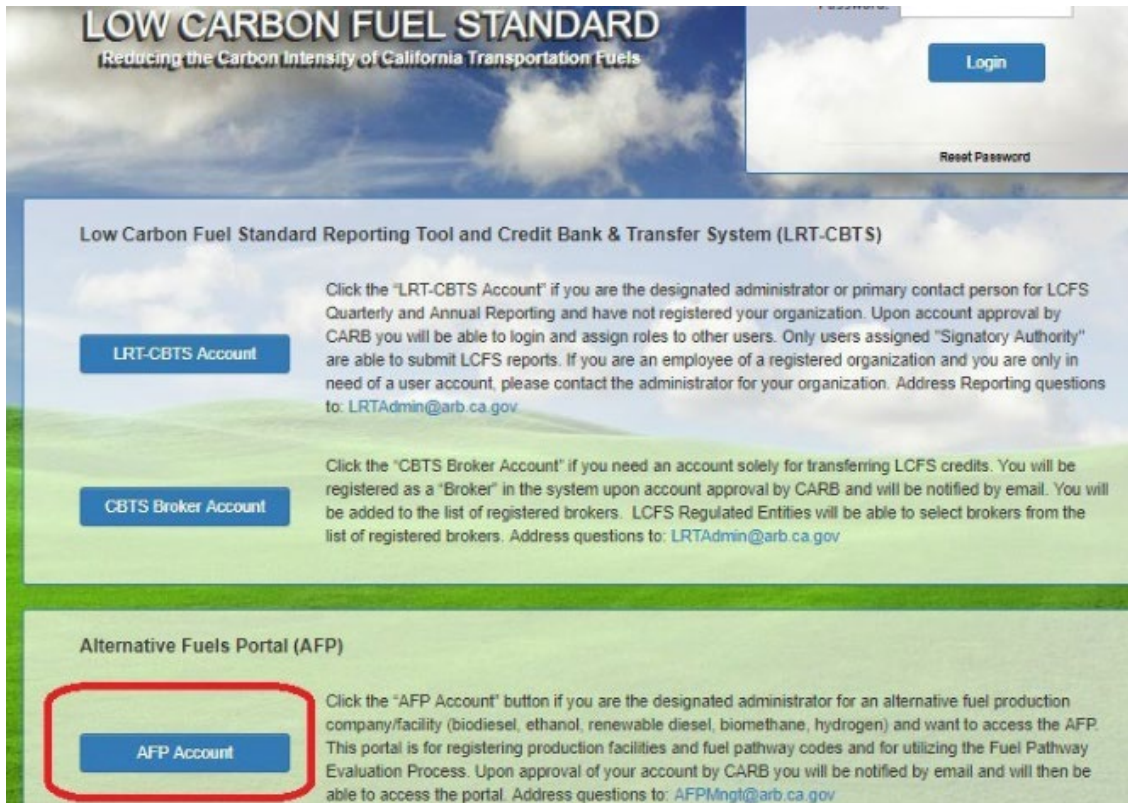 LOW CARBON FUEL STANDARD
Reducing the Carbon Intensity of California Transportation Fuels
Password:
Login
Reset Password
Low Carbon Fuel Standard Reporting Tool and Credit Bank & Transfer System (LRT-CBTS)
LRT-CBTS Account
Click the "LRT-CBTS Account" if you are the designated administrator or primary contact person for LCFS
Quarterly and Annual Reporting and have not registered your organization. Upon account approval by
CARB you will be able to login and assign roles to other users. Only users assigned "Signatory Authority"
are able to submit LCFS reports. If you are an employee of a registered organization and you are only in
need of a user account, please contact the administrator for your organization. Address Reporting questions
to: LRTAdmin@arb.ca.gov
CBTS Broker Account
Click the "CBTS Broker Account" if you need an account solely for transferring LCFS credits. You will be
registered as a "Broker" in the system upon account approval by CARB and will be notified by email. You will
be added to the list of registered brokers. LCFS Regulated Entities will be able to select brokers from the
list of registered brokers. Address questions to: LRTAdmin@arb.ca.gov
Alternative Fuels Portal (AFP)
AFP Account
Click the "AFP Account" button if you are the designated administrator for an alternative fuel production
company/facility (biodiesel, ethanol, renewable diesel, biomethane, hydrogen) and want to access the AFP.
This portal is for registering production facilities and fuel pathway codes and for utilizing the Fuel Pathway
Evaluation Process. Upon approval of your account by CARB you will be notified by email and will then be
able to access the portal. Address questions to: AFPMngt@arb.ca.gov